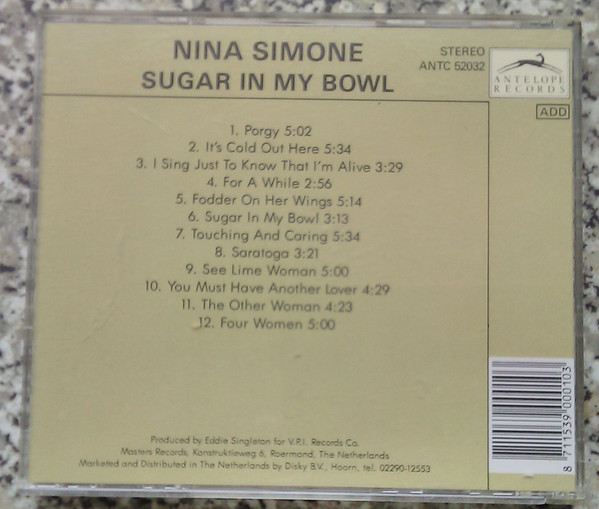 NINA SIMONE
SUGAR IN MY BOWL
STEREO
ANTC 52032
ANTELOPE
RECORDS
ADD
1. Porgy 5:02
2. It's Cold Out Here 5:34
3. I Sing Just To Know That I'm Alive 3:29
4. For A While 2:56
5. Fodder On Her Wings 5:14
6. Sugar In My Bowl 3:13
7. Touching And Caring 5:34
8. Saratoga 3:21
9. See Lime Woman 5:00
10. You Must Have Another Lover 4:29
11. The Other Woman 4:23
12. Four Women 5:00
Produced by Eddie Singleton for V.P.I. Records Co.
Masters Records, Konstruktieweg 6, Roermond, The Netherlands
Marketed and Distributed in The Netherlands by Disky B.V., Hoorn, tel. 02290-12553
8 711539 000103